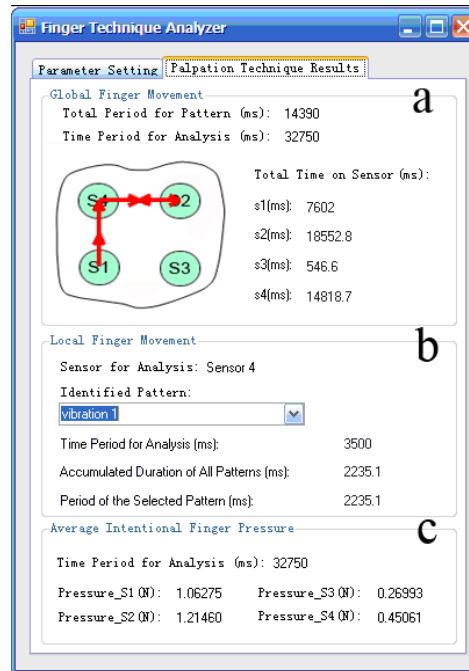 Finger Technique Analyzer
Parameter Setting Palpation Technique Results
Global Finger Movement
a
Total Period for Pattern (ms): 14390
Time Period for Analysis (ms): 32750
Total Time on Sensor (ms):
S4 S2
s1(ms): 7602
s2(ms): 18552.8
S1 S3
s3(ms): 546.6
s4(ms): 14818.7
Local Finger Movement
b
Sensor for Analysis: Sensor 4
Identified Pattern:
vibration 1
Time Period for Analysis (ms): 3500
Accumulated Duration of All Patterns (ms): 2235.1
Period of the Selected Pattern (ms): 2235.1
Average Intentional Finger Pressure
c
Time Period for Analysis (ms): 32750
Pressure_S1 (N): 1.06275 Pressure_S3 (N): 0.26993
Pressure_S2 (N): 1.21460 Pressure_S4 (N): 0.45061